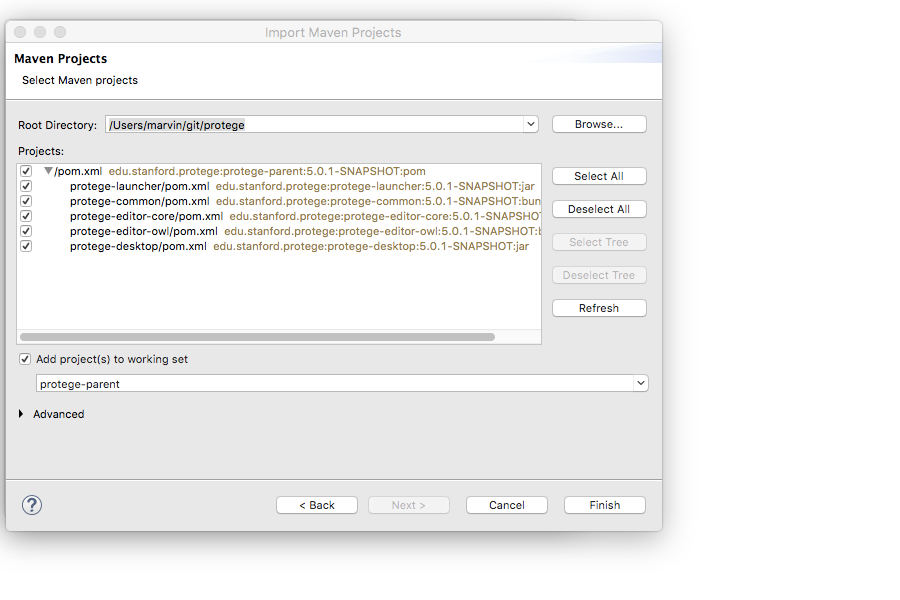 Import Maven Projects
Maven Projects
Select Maven projects
Root Directory: /Users/marvin/git/protege Browse...
Projects:
/pom.xml edu.stanford.protege:protege-parent:5.0.1-SNAPSHOT:pom
protege-launcher/pom.xml edu.stanford.protege:protege-launcher:5.0.1-SNAPSHOT:jar
protege-common/pom.xml edu.stanford.protege:protege-common:5.0.1-SNAPSHOT:bun
protege-editor-core/pom.xml edu.stanford.protege:protege-editor-core:5.0.1-SNAPSHO
protege-editor-owl/pom.xml edu.stanford.protege:protege-editor-owl:5.0.1-SNAPSHOT:b
protege-desktop/pom.xml edu.stanford.protege:protege-desktop:5.0.1-SNAPSHOT:jar
Select All
Deselect All
Select Tree
Deselect Tree
Refresh
Add project(s) to working set
protege-parent
Advanced
? < Back Next > Cancel Finish